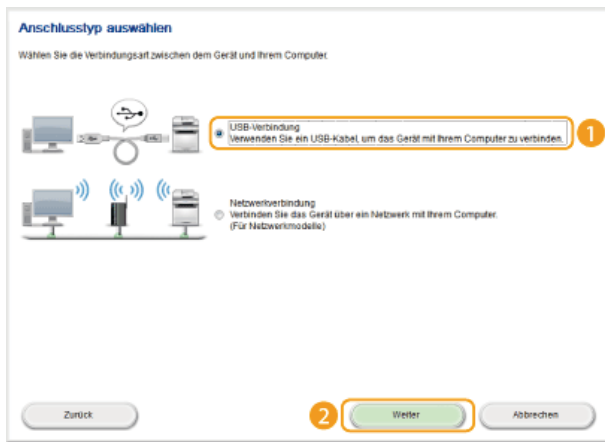 Anschlusstyp auswählen
Wählen Sie die Verbindungsart zwischen dem Gerät und Ihrem Computer.
USB-Verbindung
Verwenden Sie ein USB-Kabel, um das Gerät mit Ihrem Computer zu verbinden.
1
Netzwerkverbindung
Verbinden Sie das Gerät über ein Netzwerk mit Ihrem Computer.
(Für Netzwerkmodelle)
Zurück
2
Weiter
Abbrechen